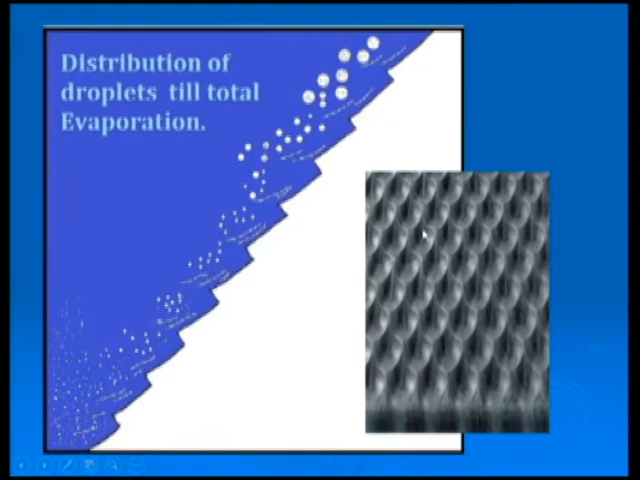 Distribution of
droplets till total
Evaporation.